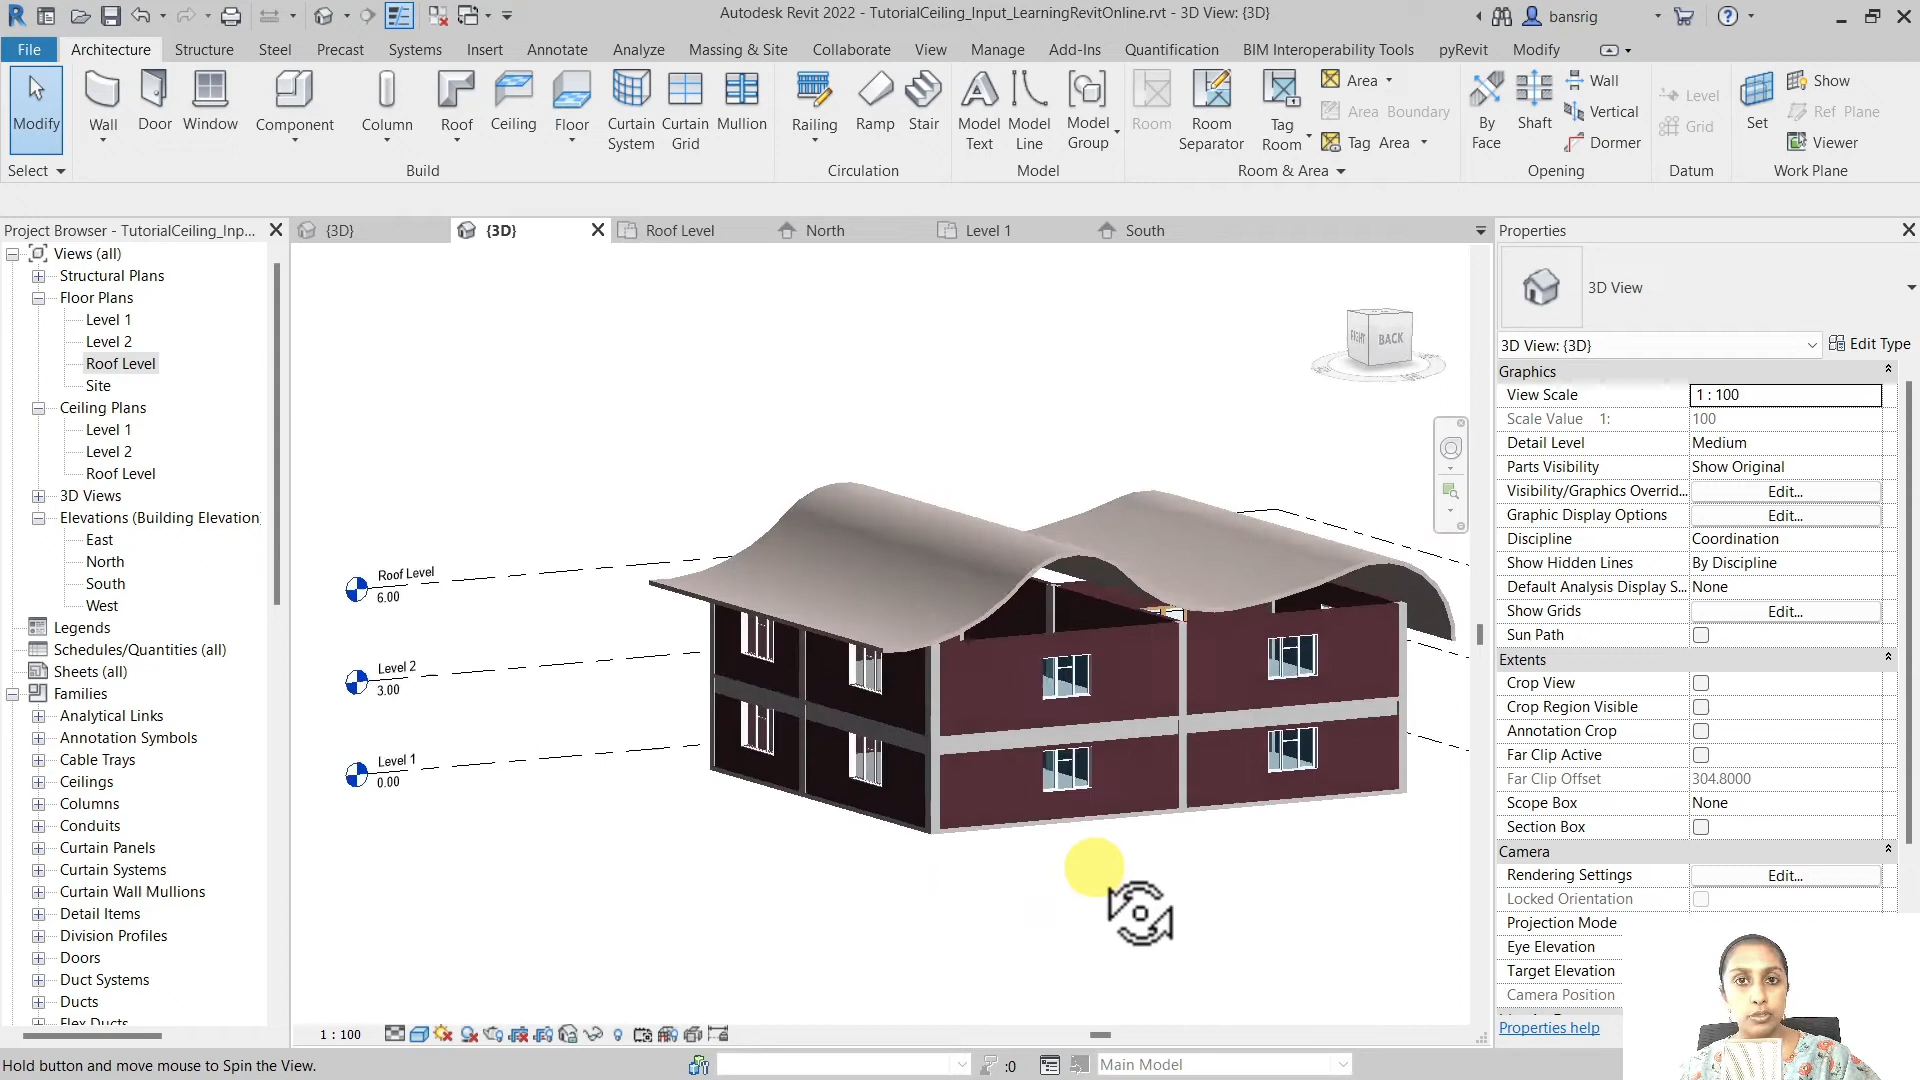 Autodesk Revit 2022 - TutorialCeiling_Input_LearningRevitOnline.rvt - 3D View: {3D}
bansrig
File Architecture Structure Steel Precast Systems Insert Annotate Analyze Massing & Site Collaborate View Manage Add-Ins Quantification BIM Interoperability Tools pyRevit Modify
Modify Wall Door Window Component Column Roof Ceiling Floor Curtain System Curtain Grid Mullion Railing Ramp Stair Model Text Model Line Model Group Room Room Separator Tag Room Area Area Boundary Tag Area By Face Shaft Wall Vertical Dormer Level Grid Set Show Ref Plane Viewer
Select Build Circulation Model Room & Area Opening Datum Work Plane
Project Browser - TutorialCeiling_Inp...
{3D} {3D} Roof Level North Level 1 South
Properties
Views (all)
Structural Plans
Floor Plans
Level 1
Level 2
Roof Level
Site
Ceiling Plans
Level 1
Level 2
Roof Level
3D Views
Elevations (Building Elevation)
East
North
South
West
Legends
Schedules/Quantities (all)
Sheets (all)
Families
Analytical Links
Annotation Symbols
Cable Trays
Ceilings
Columns
Conduits
Curtain Panels
Curtain Systems
Curtain Wall Mullions
Detail Items
Division Profiles
Doors
Duct Systems
Ducts
Flex Ducts
RIGHT BACK
Roof Level
6.00
Level 2
3.00
Level 1
0.00
3D View
3D View: {3D} Edit Type
Graphics
View Scale 1 : 100
Scale Value 1: 100
Detail Level Medium
Parts Visibility Show Original
Visibility/Graphics Overrid... Edit...
Graphic Display Options Edit...
Discipline Coordination
Show Hidden Lines By Discipline
Default Analysis Display S... None
Show Grids Edit...
Sun Path
Extents
Crop View
Crop Region Visible
Annotation Crop
Far Clip Active
Far Clip Offset 304.8000
Scope Box None
Section Box
Camera
Rendering Settings Edit...
Locked Orientation
Projection Mode
Eye Elevation
Target Elevation
Camera Position
Properties help
1 : 100
Hold button and move mouse to Spin the View.
:0 Main Model